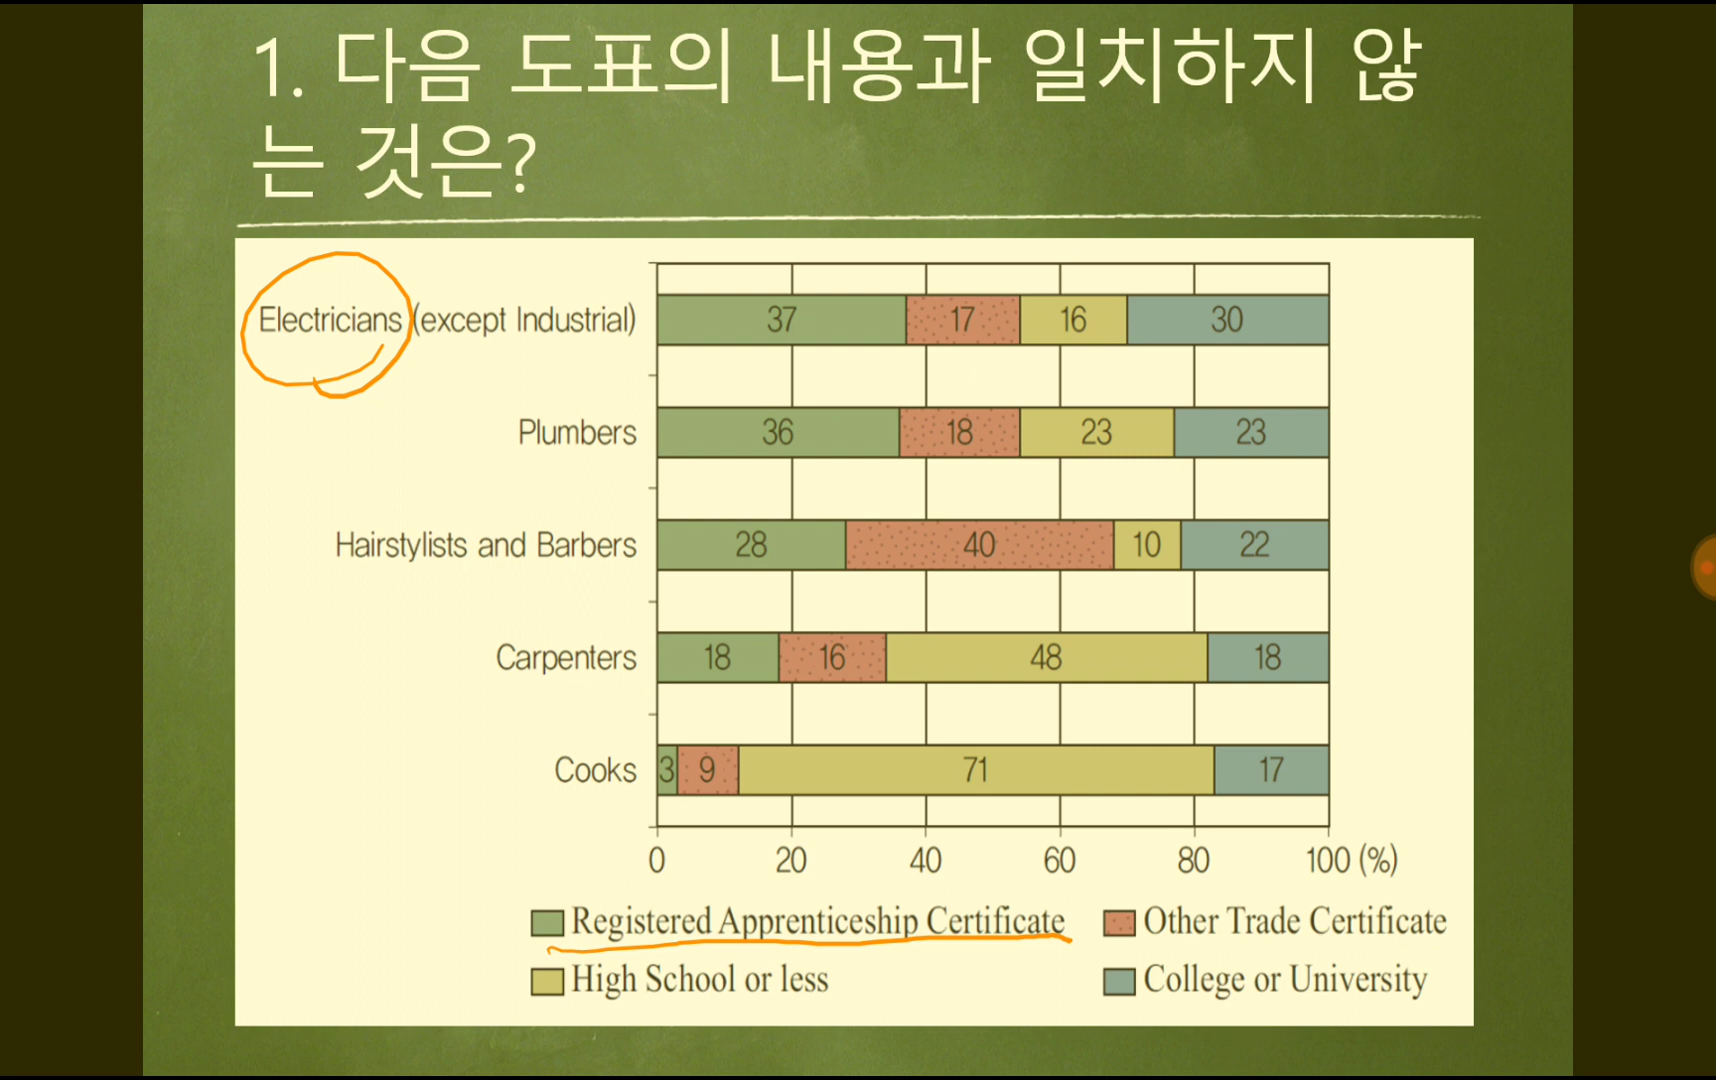 1. 다음 도표의 내용과 일치하지 않
는 것은?
Electricians (except Industrial) 37 17 16 30
Plumbers 36 18 23 23
Hairstylists and Barbers 28 40 10 22
Carpenters 18 16 48 18
Cooks 3 9 71 17
0 20 40 60 80 100 (%)
Registered Apprenticeship Certificate Other Trade Certificate
High School or less College or University